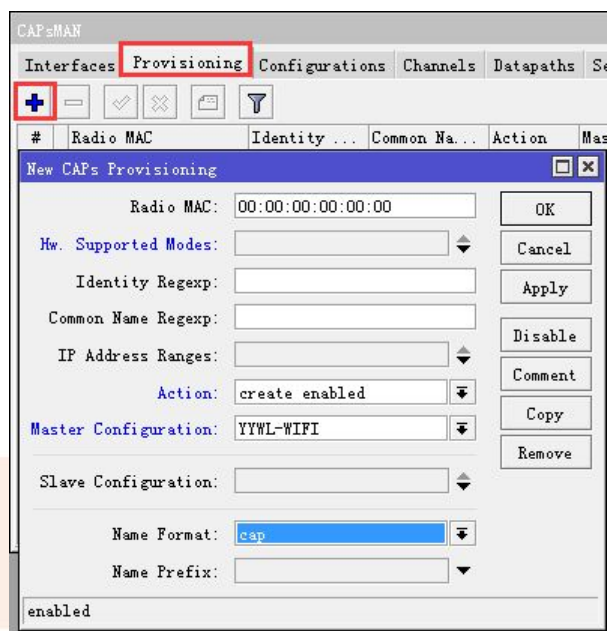 CAPsMAN
Interfaces Provisioning Configurations Channels Datapaths
# Radio MAC Identity ... Common Na... Action Mas
New CAPs Provisioning
Radio MAC: 00:00:00:00:00:00 OK
Hw. Supported Modes: Cancel
Identity Regexp: Apply
Common Name Regexp:
Disable
IP Address Ranges:
Comment
Action: create enabled
Copy
Master Configuration: YYWL-WIFI
Remove
Slave Configuration:
Name Format: cap
Name Prefix:
enabled